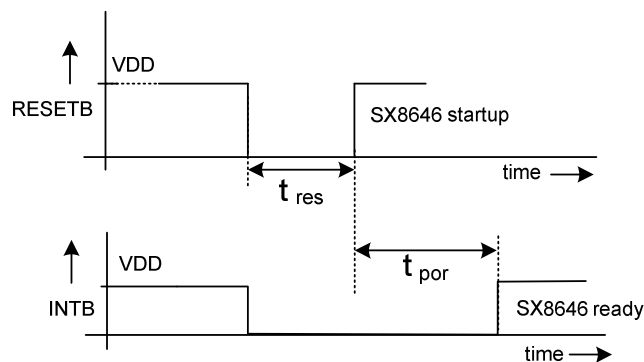 VDD
RESETB
SX8646 startup
time
t res
VDD
t por
INTB
SX8646 ready
time